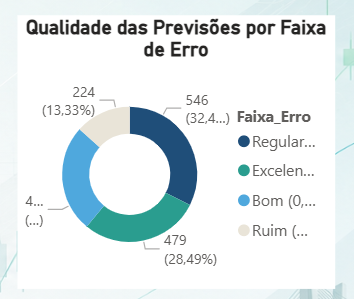 Qualidade das Previsões por Faixa
de Erro
224
(13,33%)
546
(32,4...)
Faixa_Erro
Regular...
Excelen...
Bom (0,...
Ruim (...
4...
(...)
479
(28,49%)